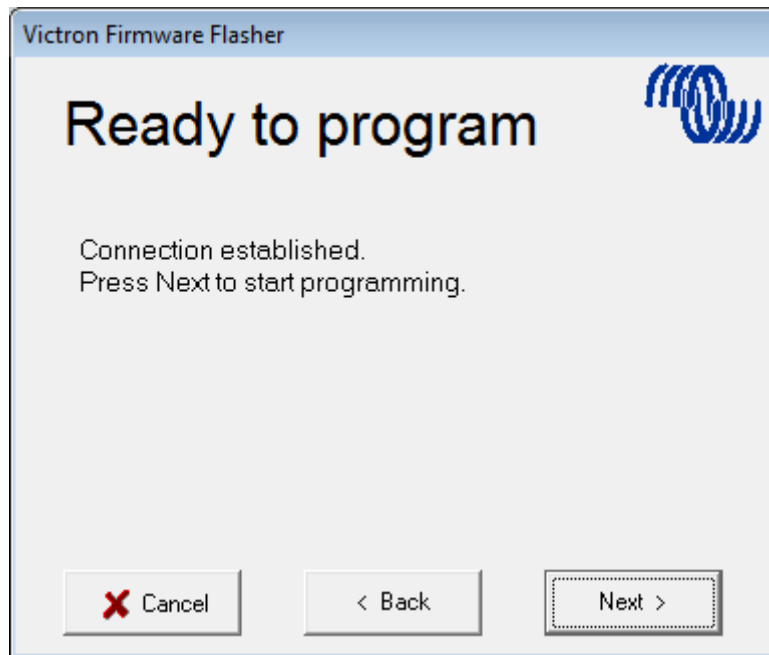 Victron Firmware Flasher
Ready to program
Connection established.
Press Next to start programming.
Cancel
< Back
Next >